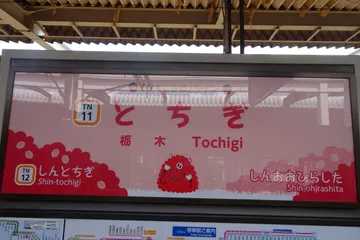 TN
11
とちぎ
栃木 Tochigi
TN
12
しんとちぎ
Shin-tochigi
しんおおひらした
Shin-ōhirashita